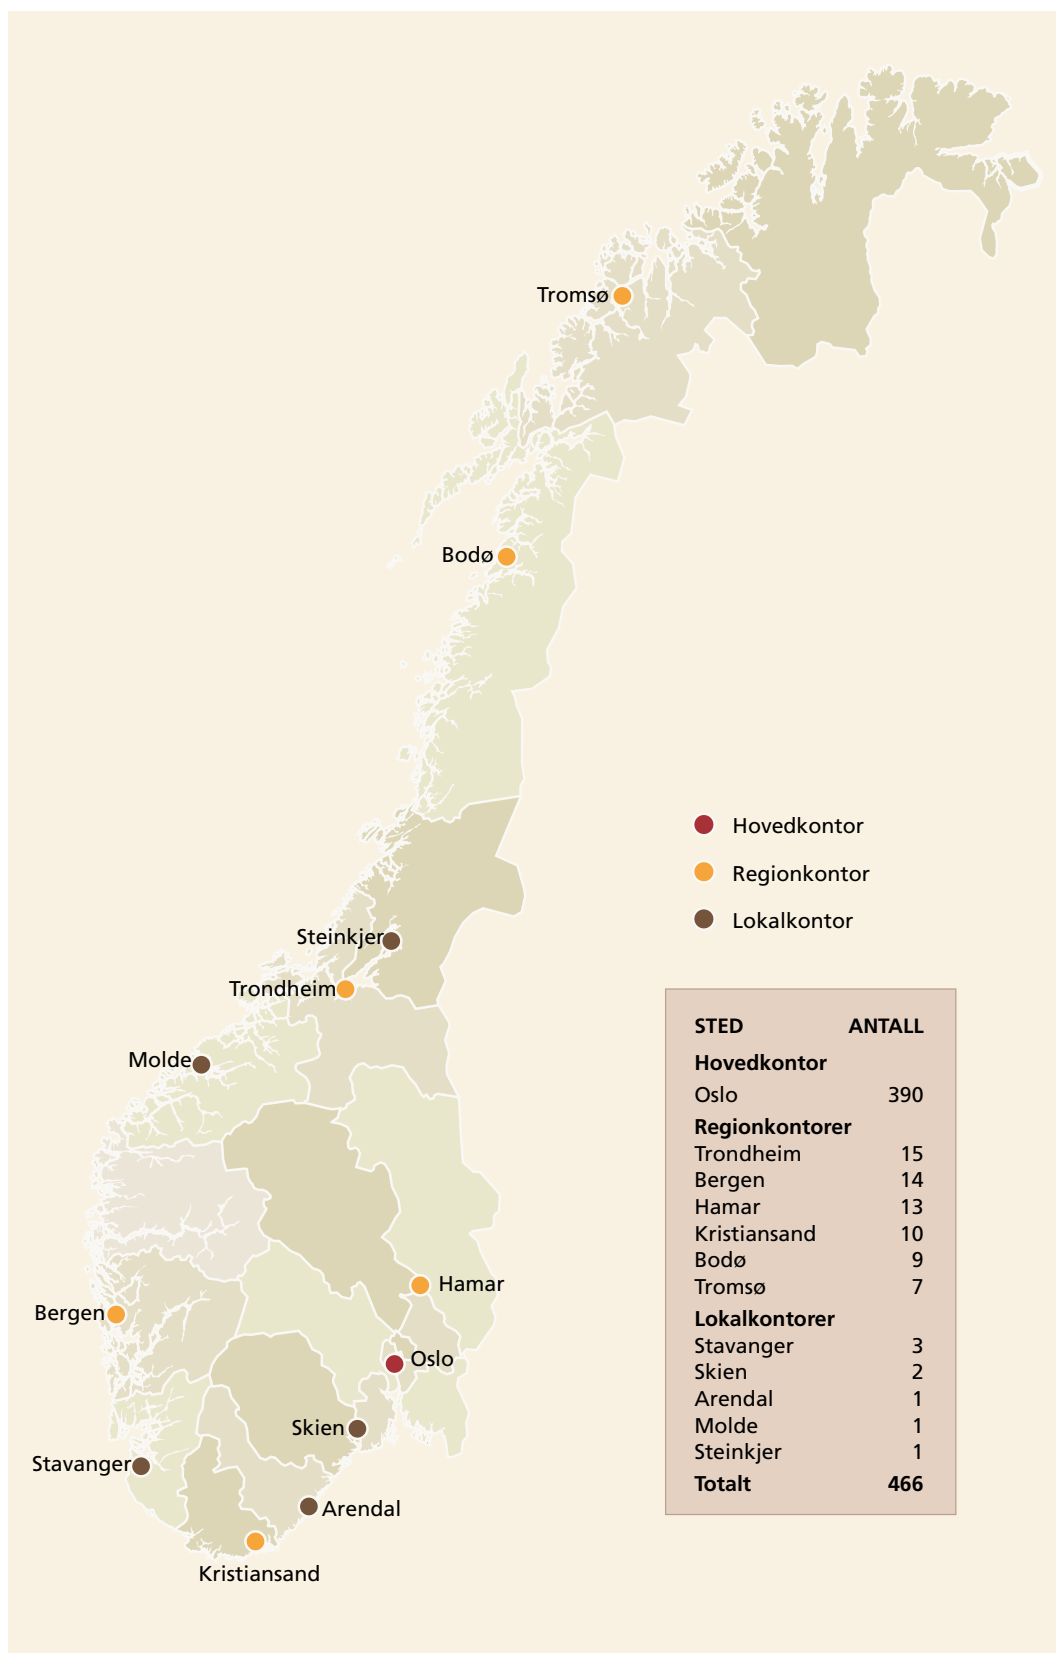 Tromsø
Bodø
Hovedkontor
Regionkontor
Lokalkontor
Steinkjer
Trondheim
Molde
Hamar
Bergen
Oslo
Skien
Stavanger
Arendal
Kristiansand
STED ANTALL
Hovedkontor
Oslo 390
Regionkontorer
Trondheim 15
Bergen 14
Hamar 13
Kristiansand 10
Bodø 9
Tromsø 7
Lokalkontorer
Stavanger 3
Skien 2
Arendal 1
Molde 1
Steinkjer 1
Totalt 466